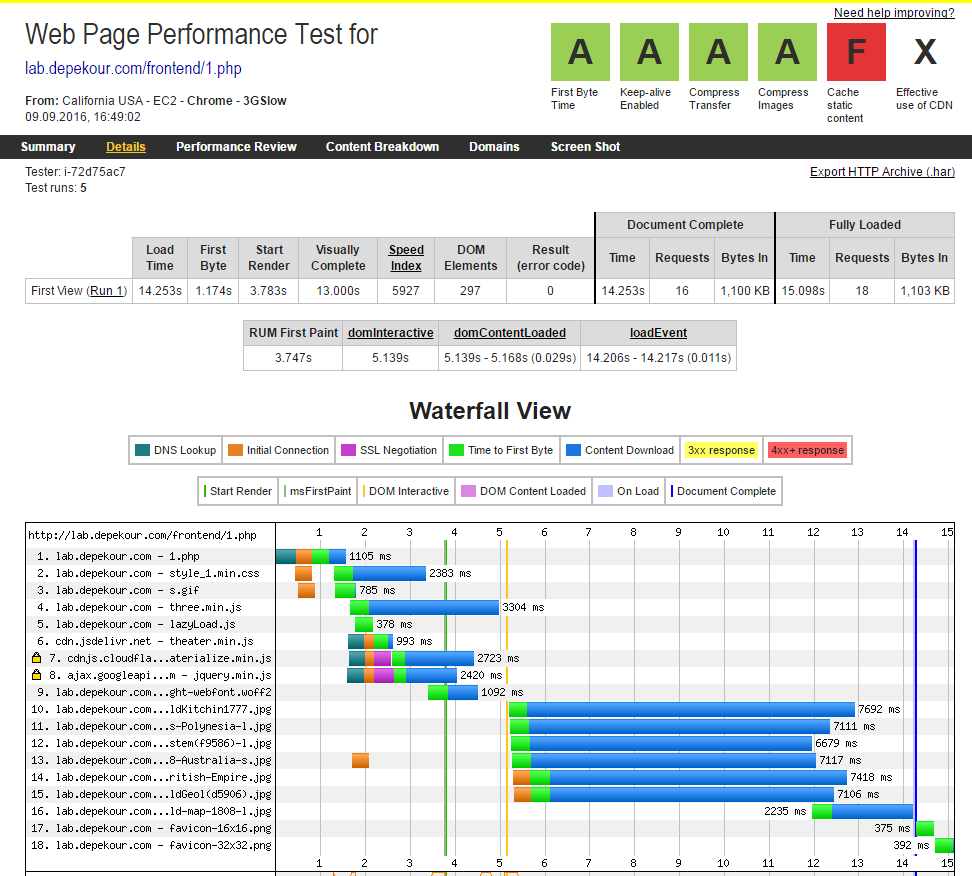 Need help improving?
Web Page Performance Test for
lab.depekour.com/frontend/1.php
From: California USA - EC2 - Chrome - 3GSlow
09.09.2016, 16:49:02
A A A A F X
First Byte Time
Keep-alive Enabled
Compress Transfer
Compress Images
Cache static content
Effective use of CDN
Summary Details Performance Review Content Breakdown Domains Screen Shot
Tester: i-72d75ac7
Export HTTP Archive (.har)
Test runs: 5
Document Complete Fully Loaded
Load Time First Byte Start Render Visually Complete Speed Index DOM Elements Result (error code) Time Requests Bytes In Time Requests Bytes In
First View (Run 1) 14.253s 1.174s 3.783s 13.000s 5927 297 0 14.253s 16 1,100 KB 15.098s 18 1,103 KB
RUM First Paint domInteractive domContentLoaded loadEvent
3.747s 5.139s 5.139s - 5.168s (0.029s) 14.206s - 14.217s (0.011s)
Waterfall View
DNS Lookup Initial Connection SSL Negotiation Time to First Byte Content Download 3xx response 4xx+ response
Start Render msFirstPaint DOM Interactive DOM Content Loaded On Load Document Complete
http://lab.depekour.com/frontend/1.php 1 2 3 4 5 6 7 8 9 10 11 12 13 14 15
1. lab.depekour.com - 1.php 1105 ms
2. lab.depekour.com - style_1.min.css 2383 ms
3. lab.depekour.com - s.gif 785 ms
4. lab.depekour.com - three.min.js 3304 ms
5. lab.depekour.com - lazyLoad.js 378 ms
6. cdn.jsdelivr.net - theater.min.js 993 ms
7. cdnjs.cloudfla...aterialize.min.js 2723 ms
8. ajax.googleapi...m - jquery.min.js 2420 ms
9. lab.depekour.com...ght-webfont.woff2 1092 ms
10. lab.depekour.com...ldKitchin1777.jpg 7692 ms
11. lab.depekour.com...s-Polynesia-l.jpg 7111 ms
12. lab.depekour.com...stem(f9586)-l.jpg 6679 ms
13. lab.depekour.com...8-Australia-s.jpg 7117 ms
14. lab.depekour.com...ritish-Empire.jpg 7418 ms
15. lab.depekour.com...ldGeol(d5906).jpg 7106 ms
16. lab.depekour.com...ld-map-1808-l.jpg 2235 ms
17. lab.depekour.com - favicon-16x16.png 375 ms
18. lab.depekour.com - favicon-32x32.png 392 ms
1 2 3 4 5 6 7 8 9 10 11 12 13 14 15